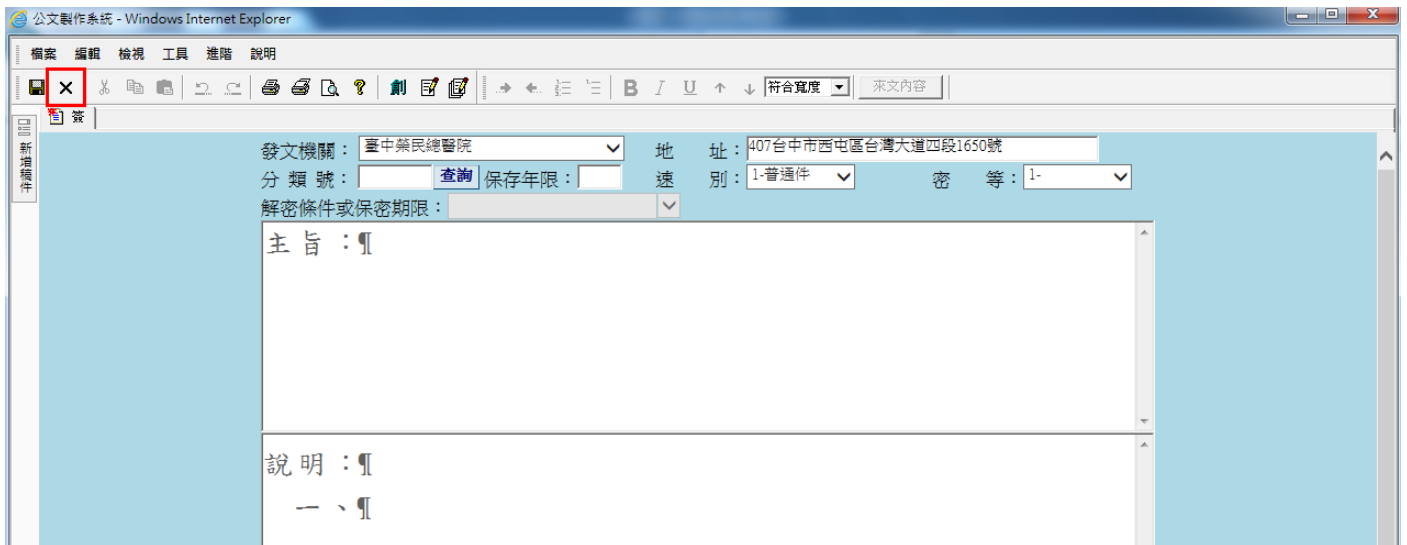 公文製作系統 - Windows Internet Explorer
檔案 編輯 檢視 工具 進階 說明
創 B I U 符合寬度 來文內容
簽
新增稿件
發文機關： 臺中榮民總醫院 地 址：407台中市西屯區台灣大道四段1650號
分 類 號： 查詢 保存年限： 速 別：1-普通件 密 等：1-
解密條件或保密期限：
主旨：¶
說明：¶
一、¶